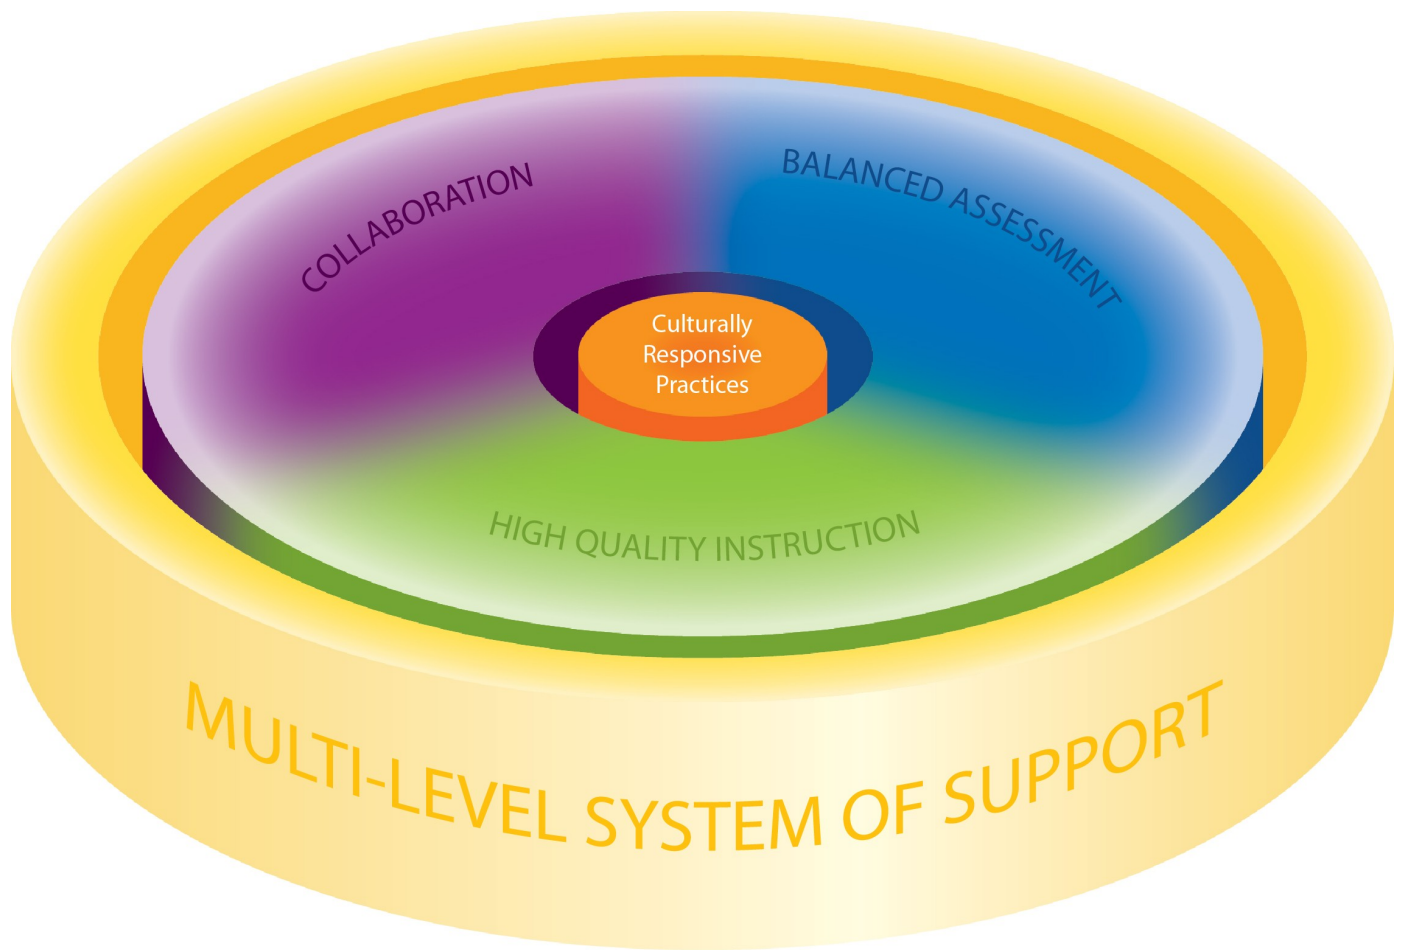 COLLABORATION
BALANCED ASSESSMENT
Culturally
Responsive
Practices
HIGH QUALITY INSTRUCTION
MULTI-LEVEL SYSTEM OF SUPPORT